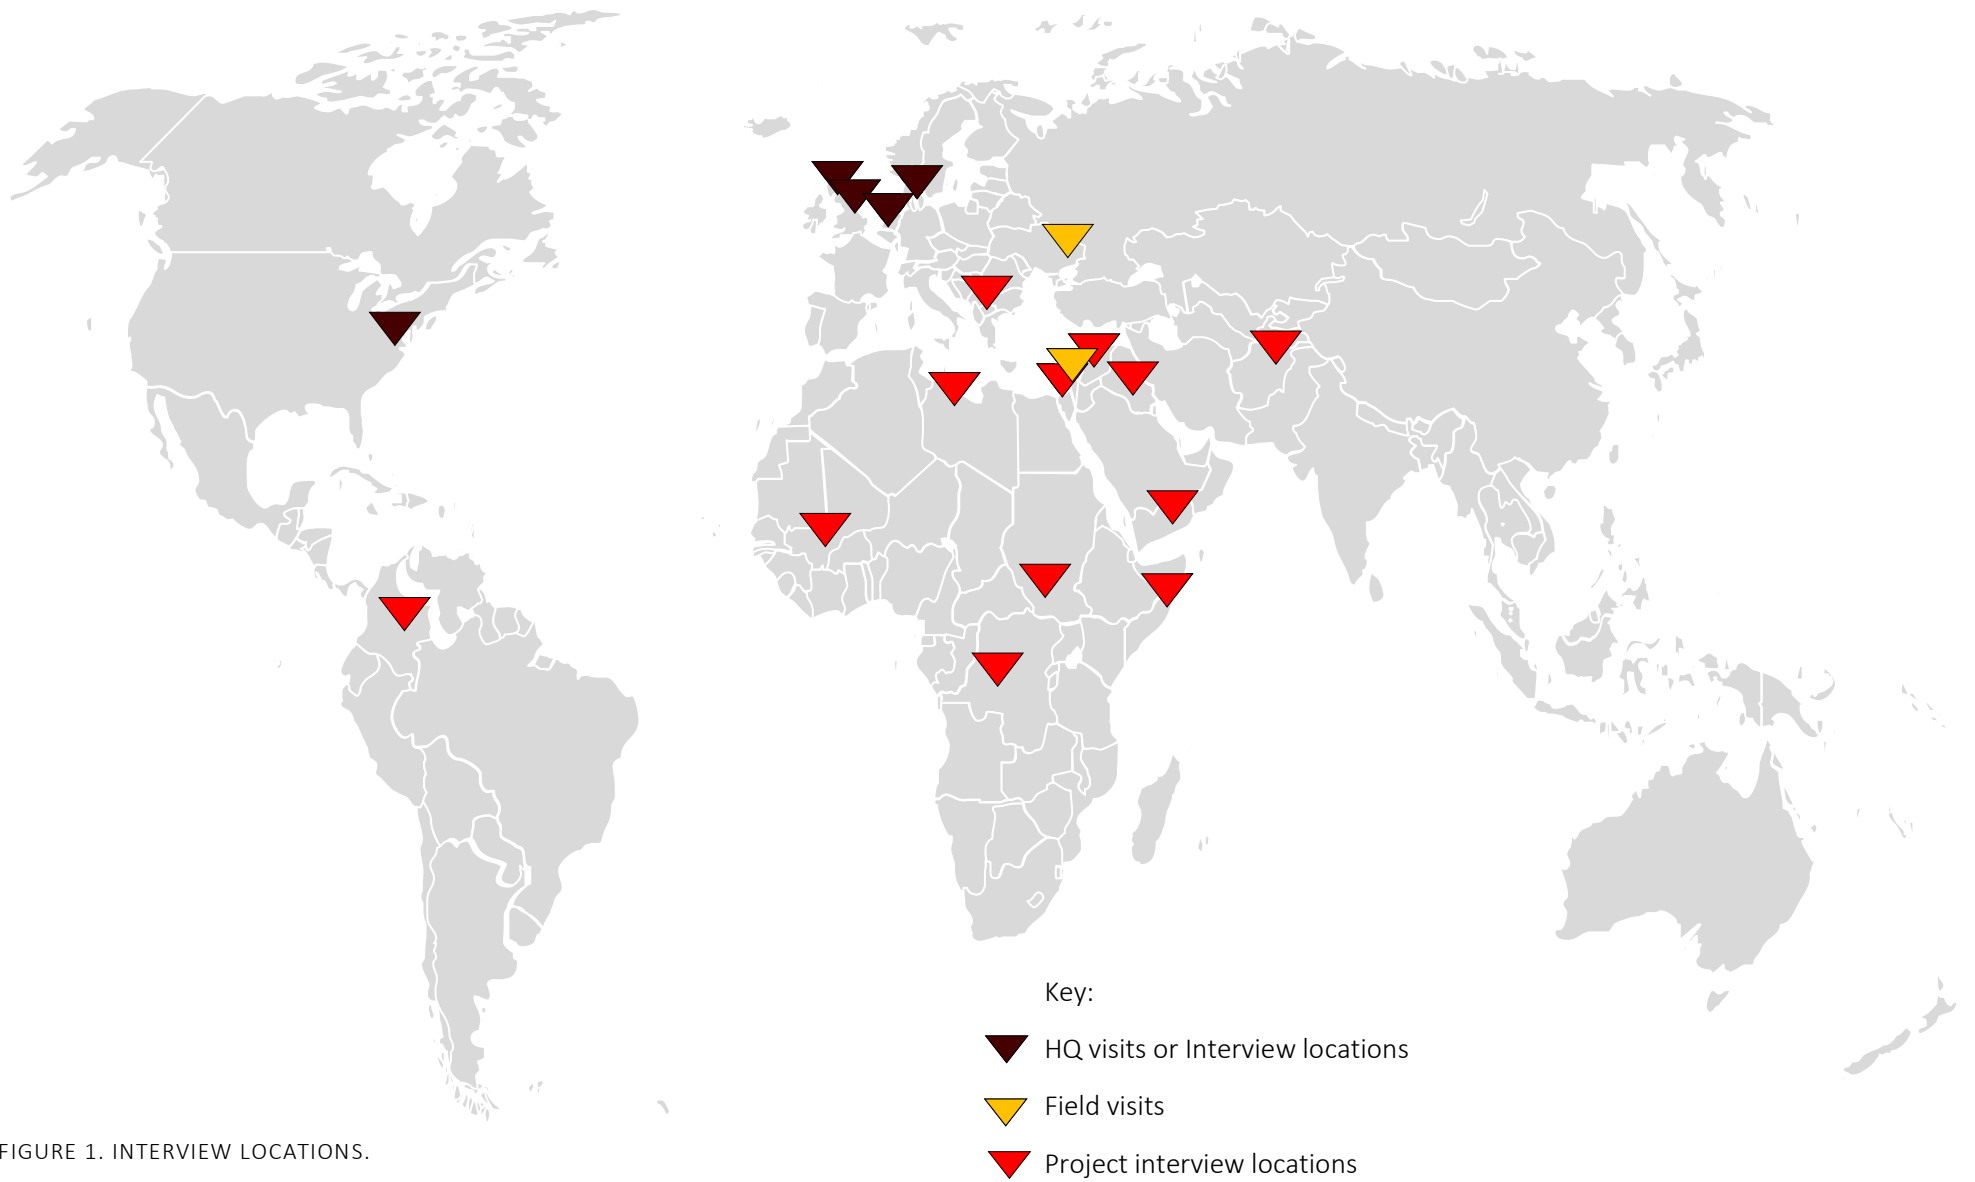 Key:
HQ visits or Interview locations
Field visits
Project interview locations
FIGURE 1. INTERVIEW LOCATIONS.